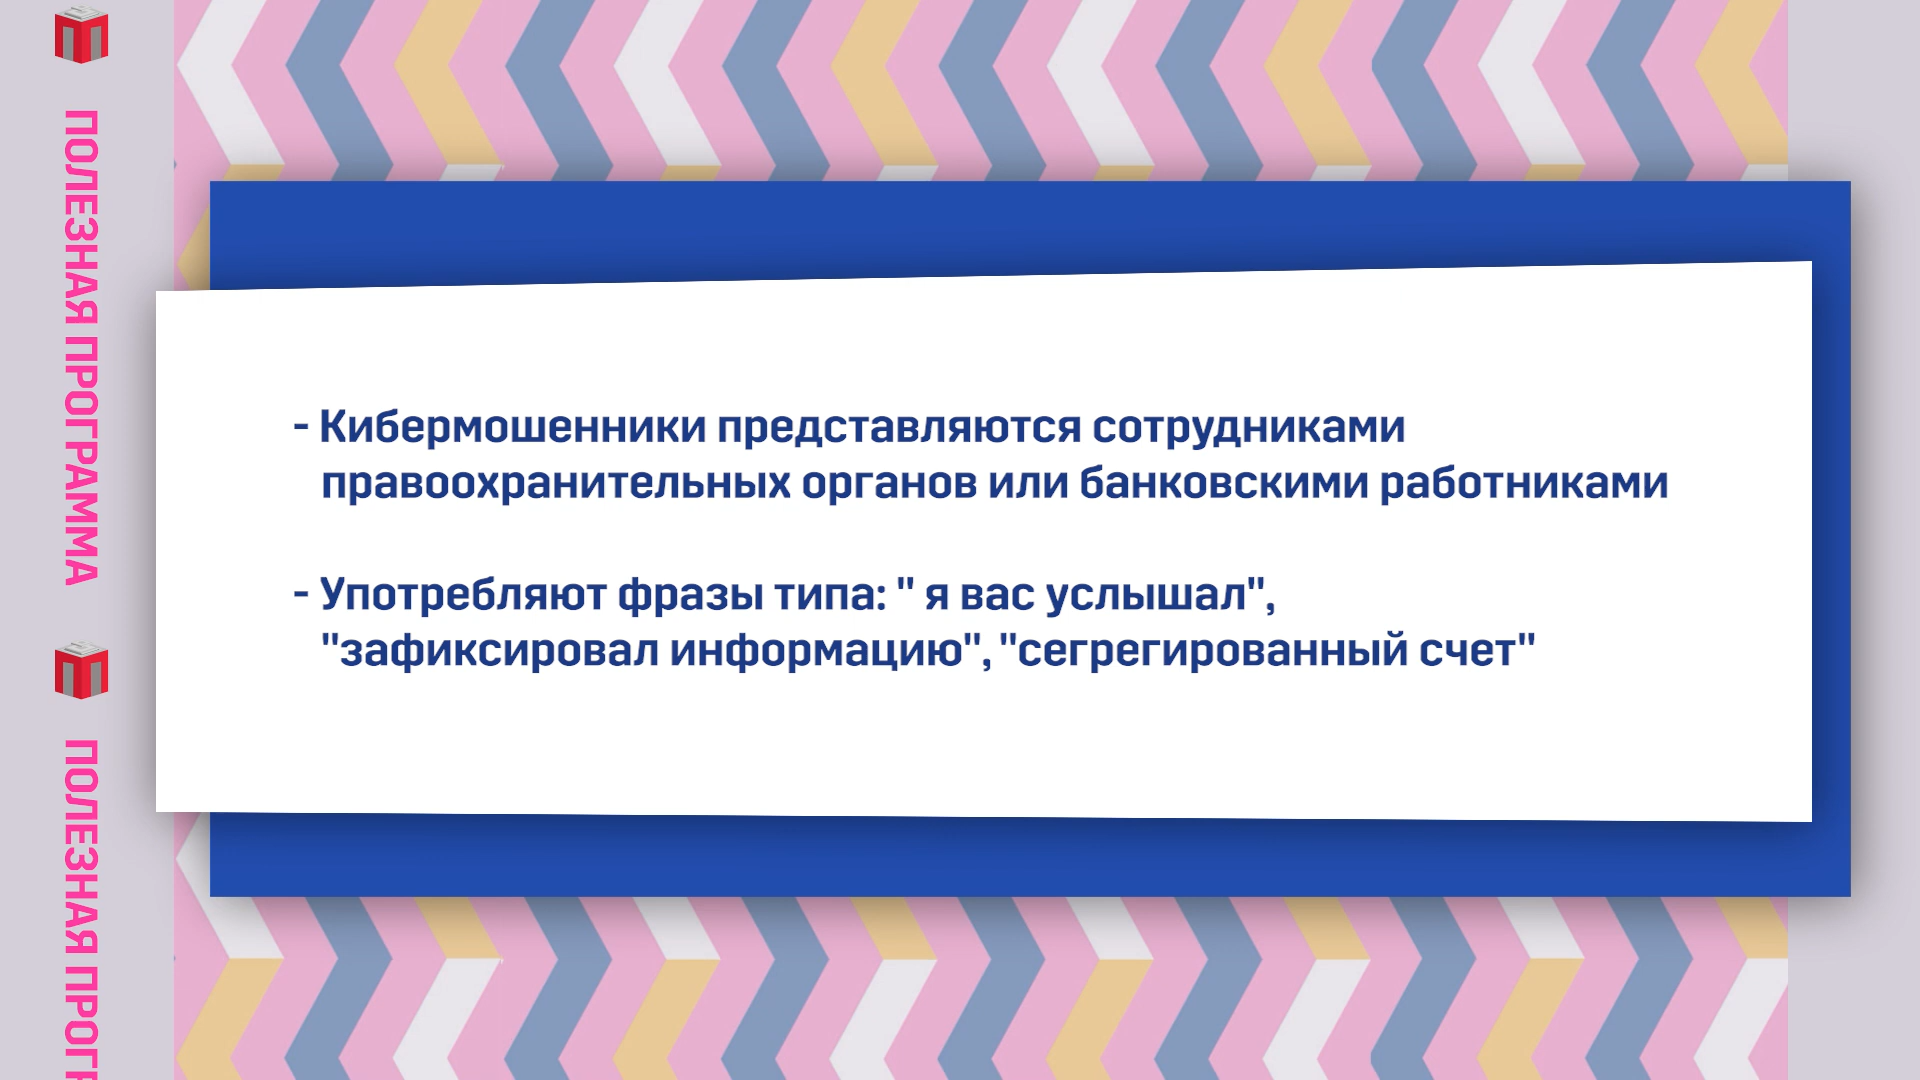 ПОЛЕЗНАЯ ПРОГРАММА
ПОЛЕЗНАЯ
- Кибермошенники представляются сотрудниками
правоохранительных органов или банковскими работниками
- Употребляют фразы типа: " я вас услышал",
"зафиксировал информацию", "сегрегированный счет"